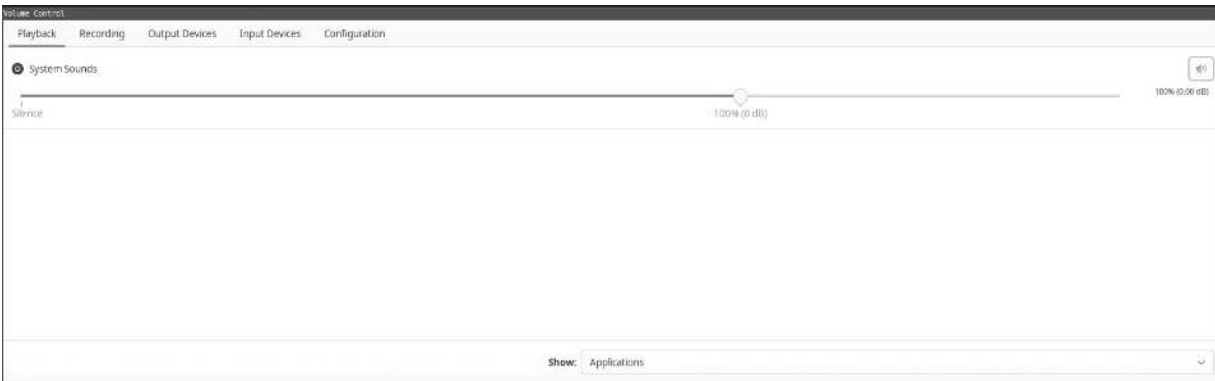 Volume Control
Playback Recording Output Devices Input Devices Configuration
System Sounds
100% (0.00 dB)
Silence 100% (0 dB)
Show: Applications